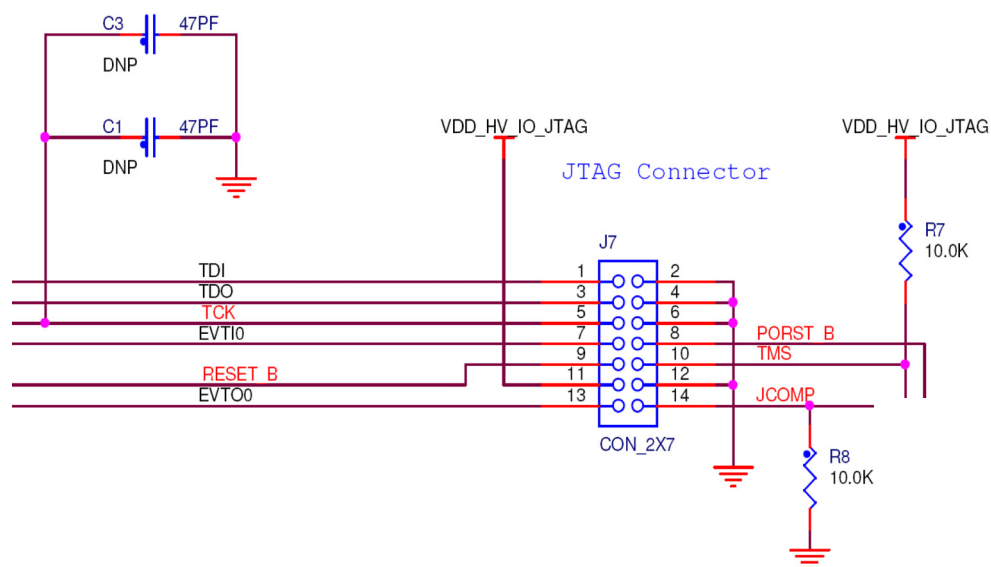 C3 47PF
DNP
C1 47PF
DNP
VDD_HV_IO_JTAG
VDD_HV_IO_JTAG
JTAG Connector
R7
10.0K
J7
TDI 1 2
TDO 3 4
TCK 5 6
EVTI0 7 8 PORST_B
9 10 TMS
RESET_B 11 12
EVTO0 13 14 JCOMP
CON_2X7
R8
10.0K